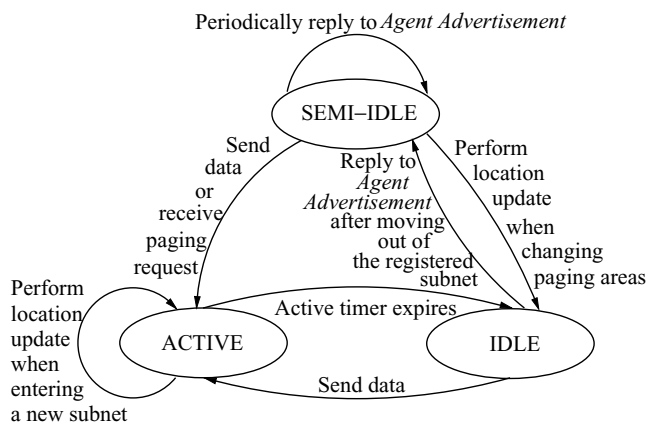 Periodically reply to Agent Advertisement
SEMI–IDLE
Send
data
or
receive
paging
request
Reply to
Agent
Advertisement
after moving
out of
the registered
subnet
Perform
location
update
when
changing
paging areas
Perform
location
update
when
entering
a new subnet
ACTIVE
Active timer expires
IDLE
Send data